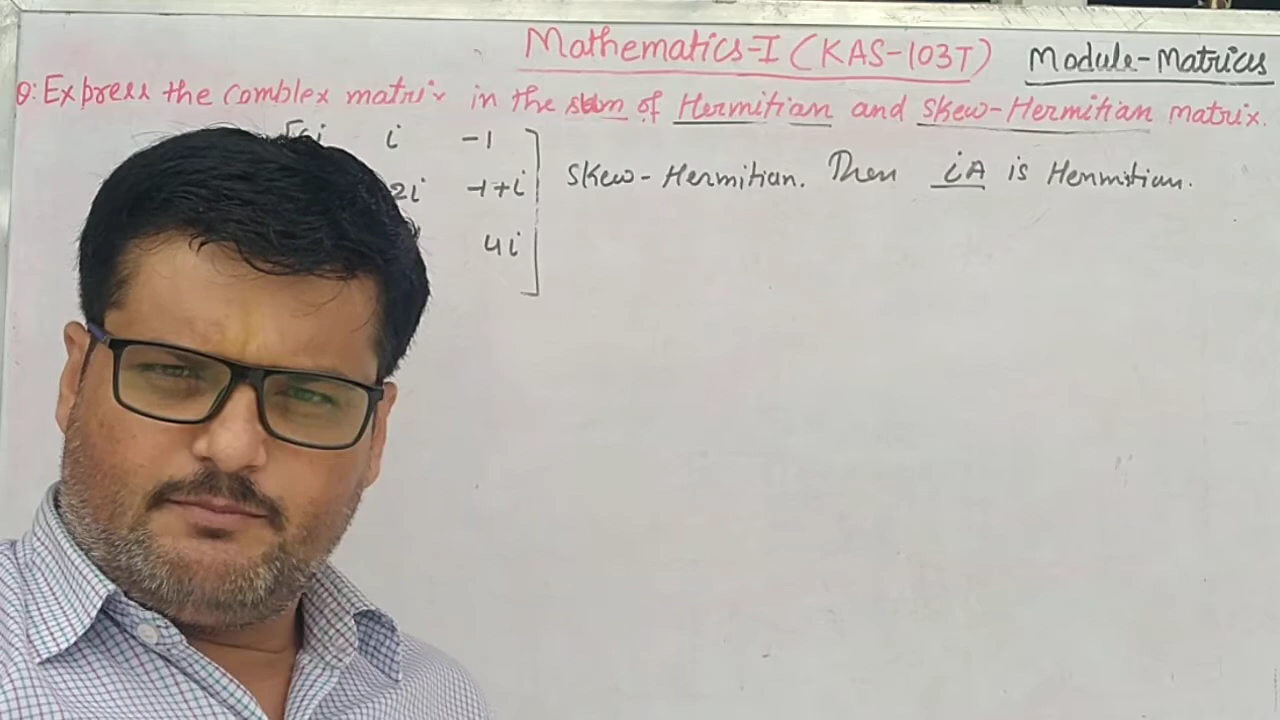 Mathematics-I (KAS-103T) Module-Matrices
Q: Express the complex matrix in the sum of Hermitian and Skew-Hermitian matrix.
i -1
2i -1+i Skew-Hermitian. Then iA is Hermitian.
4i